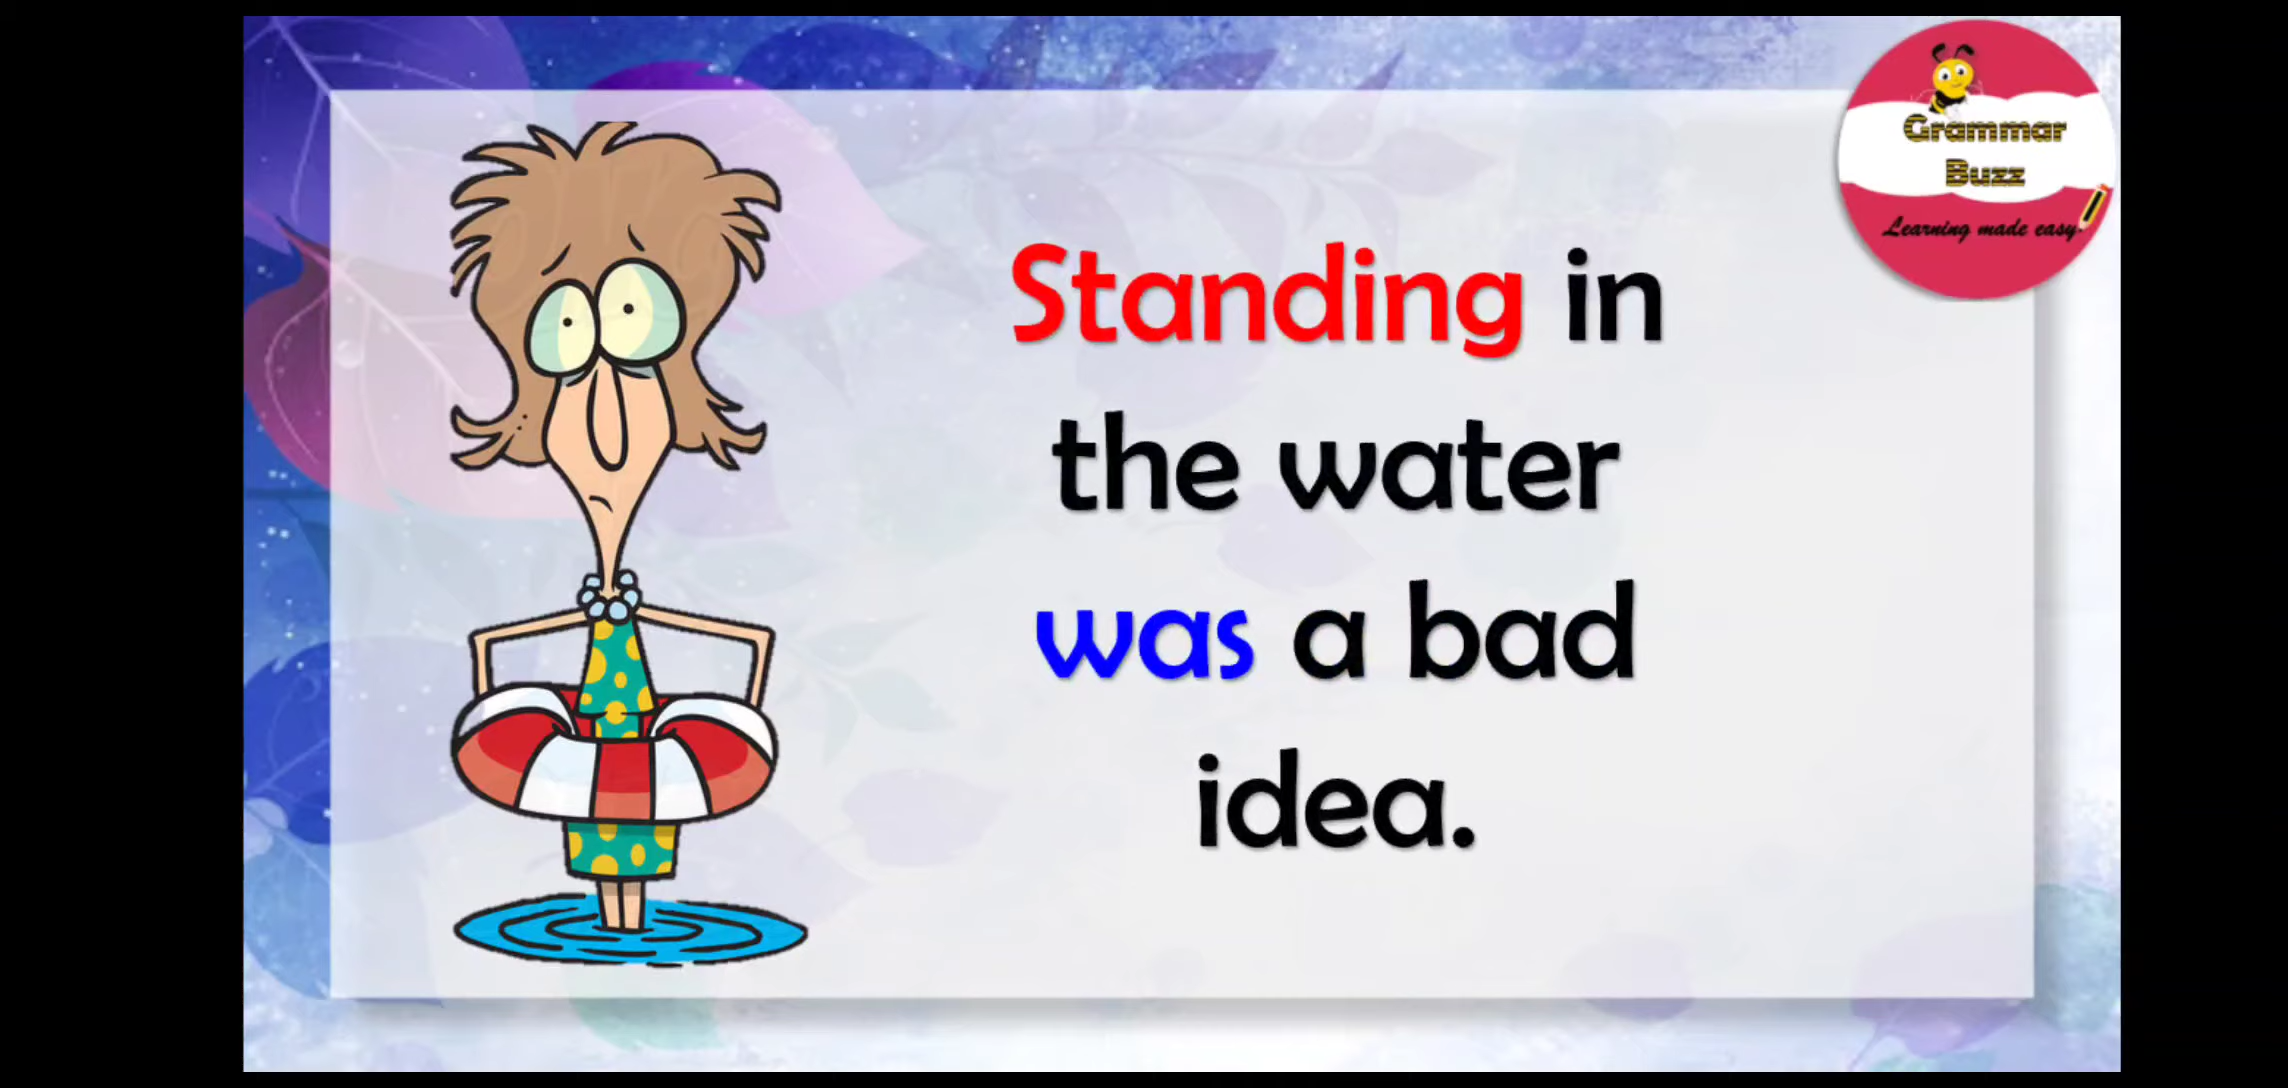 Grammar
Buzz
Learning made easy
Standing in
the water
was a bad
idea.